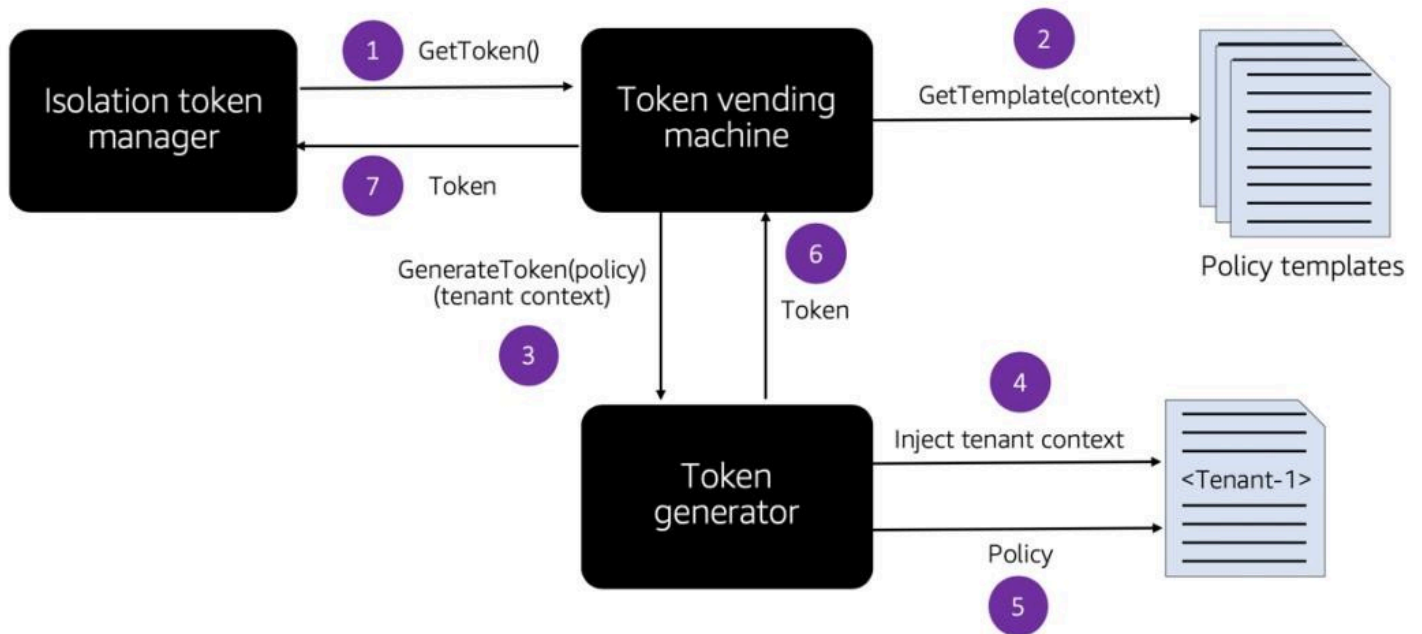 1
GetToken()
Isolation token
manager
7
Token
Token vending
machine
2
GetTemplate(context)
Policy templates
GenerateToken(policy)
(tenant context)
3
6
Token
Token
generator
4
Inject tenant context
Policy
5
<Tenant-1>